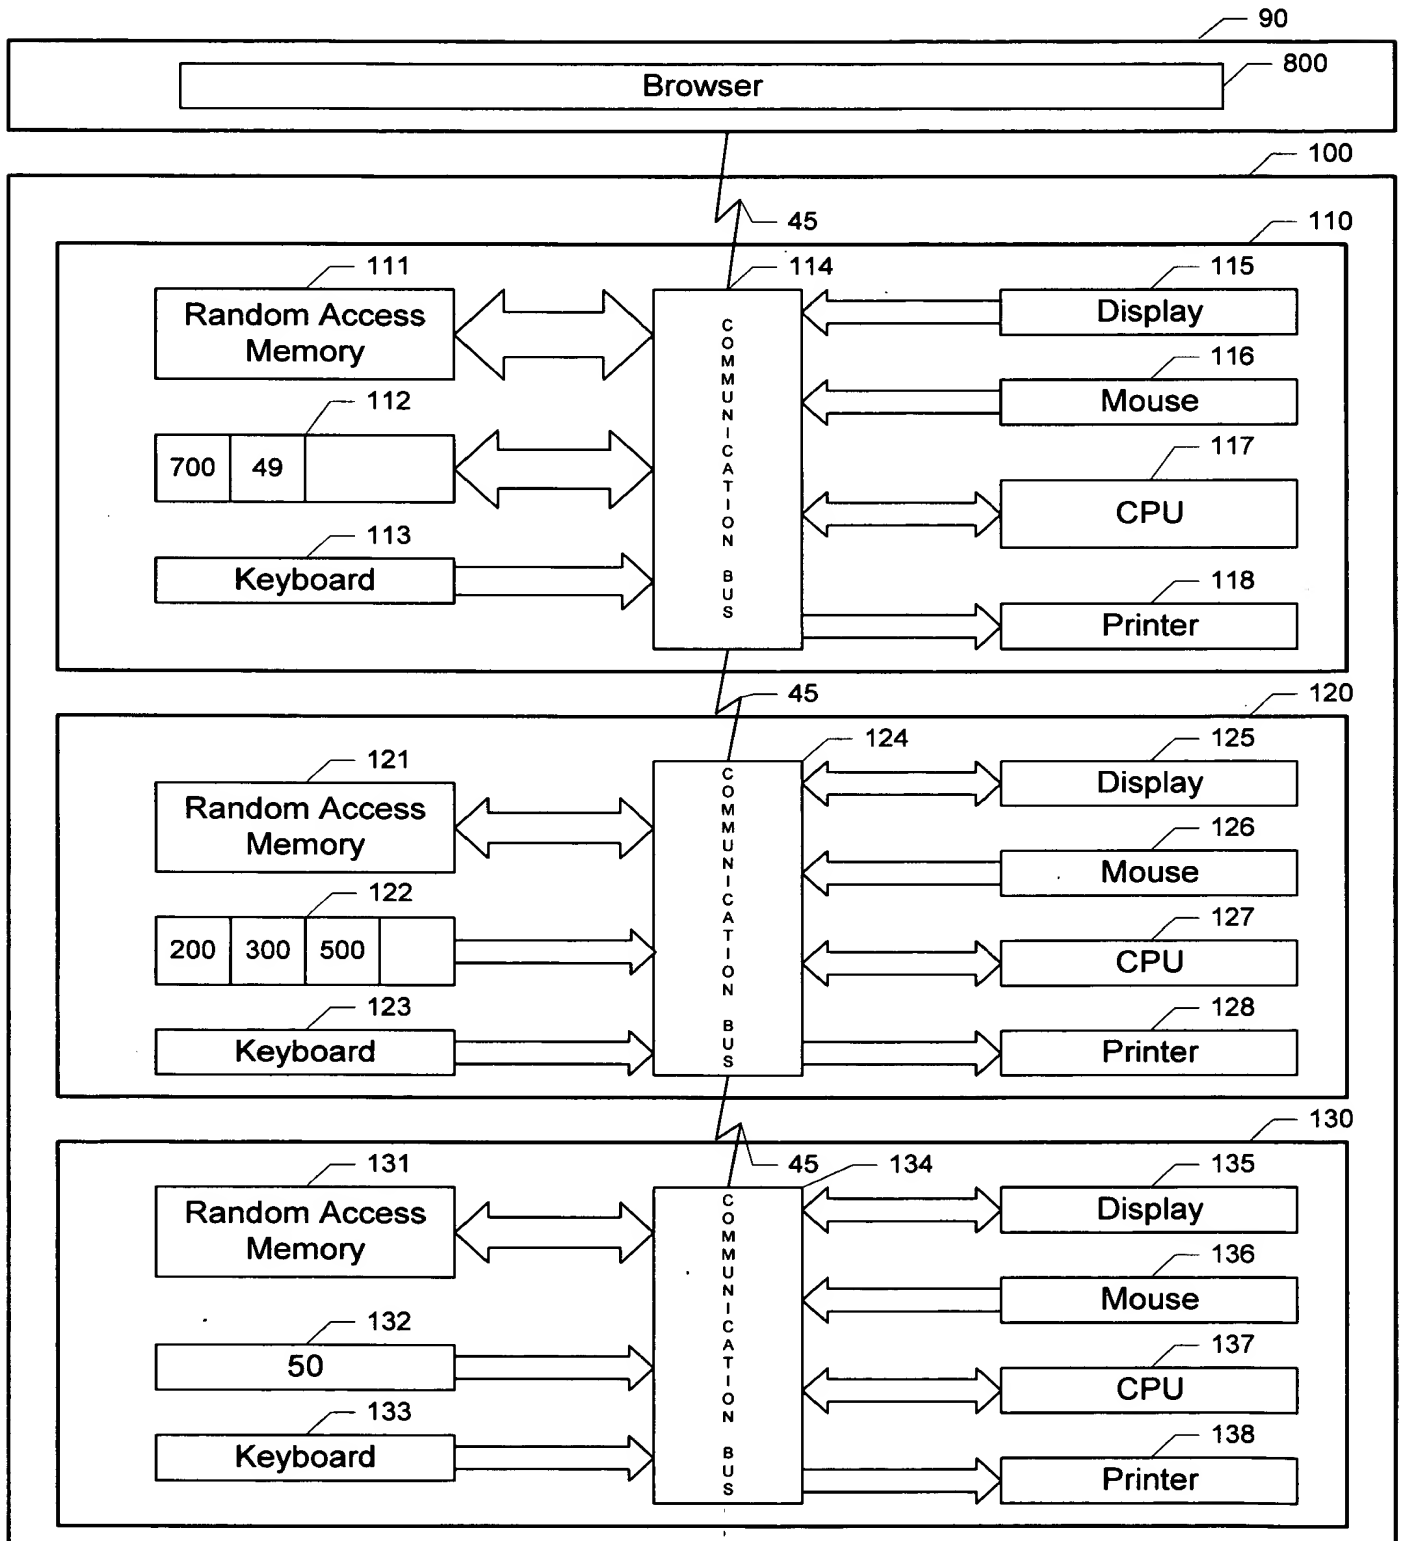 90
Browser
800
100
45
110
111
114
115
Random Access
Memory
COMMUNICATION BUS
Display
116
Mouse
112
700 49
117
CPU
113
Keyboard
118
Printer
45
120
121
124
125
Random Access
Memory
COMMUNICATION BUS
Display
126
Mouse
122
200 300 500
127
CPU
123
Keyboard
128
Printer
45
130
131
134
135
Random Access
Memory
COMMUNICATION BUS
Display
136
Mouse
132
50
137
CPU
133
Keyboard
138
Printer